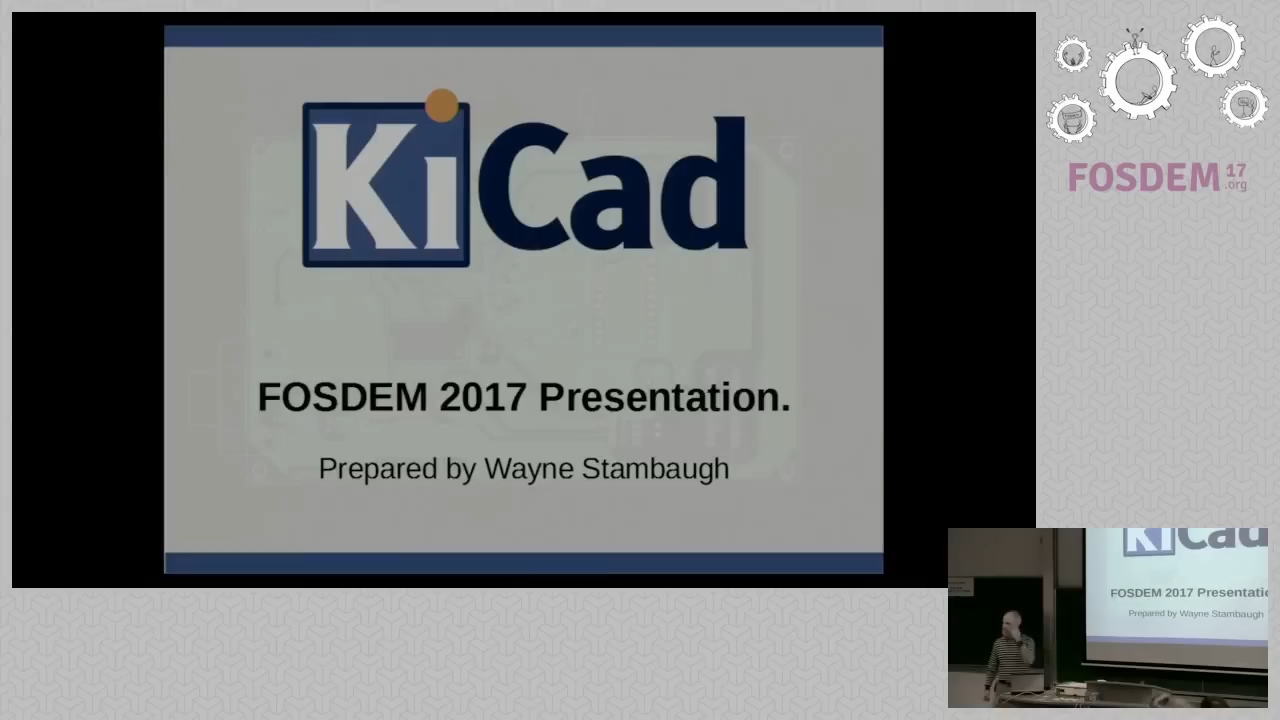 KiCad
FOSDEM 2017 Presentation.
Prepared by Wayne Stambaugh
FOSDEM 17
.org
KiCad
FOSDEM 2017 Presentatio
Prepared by Wayne Stambaugh